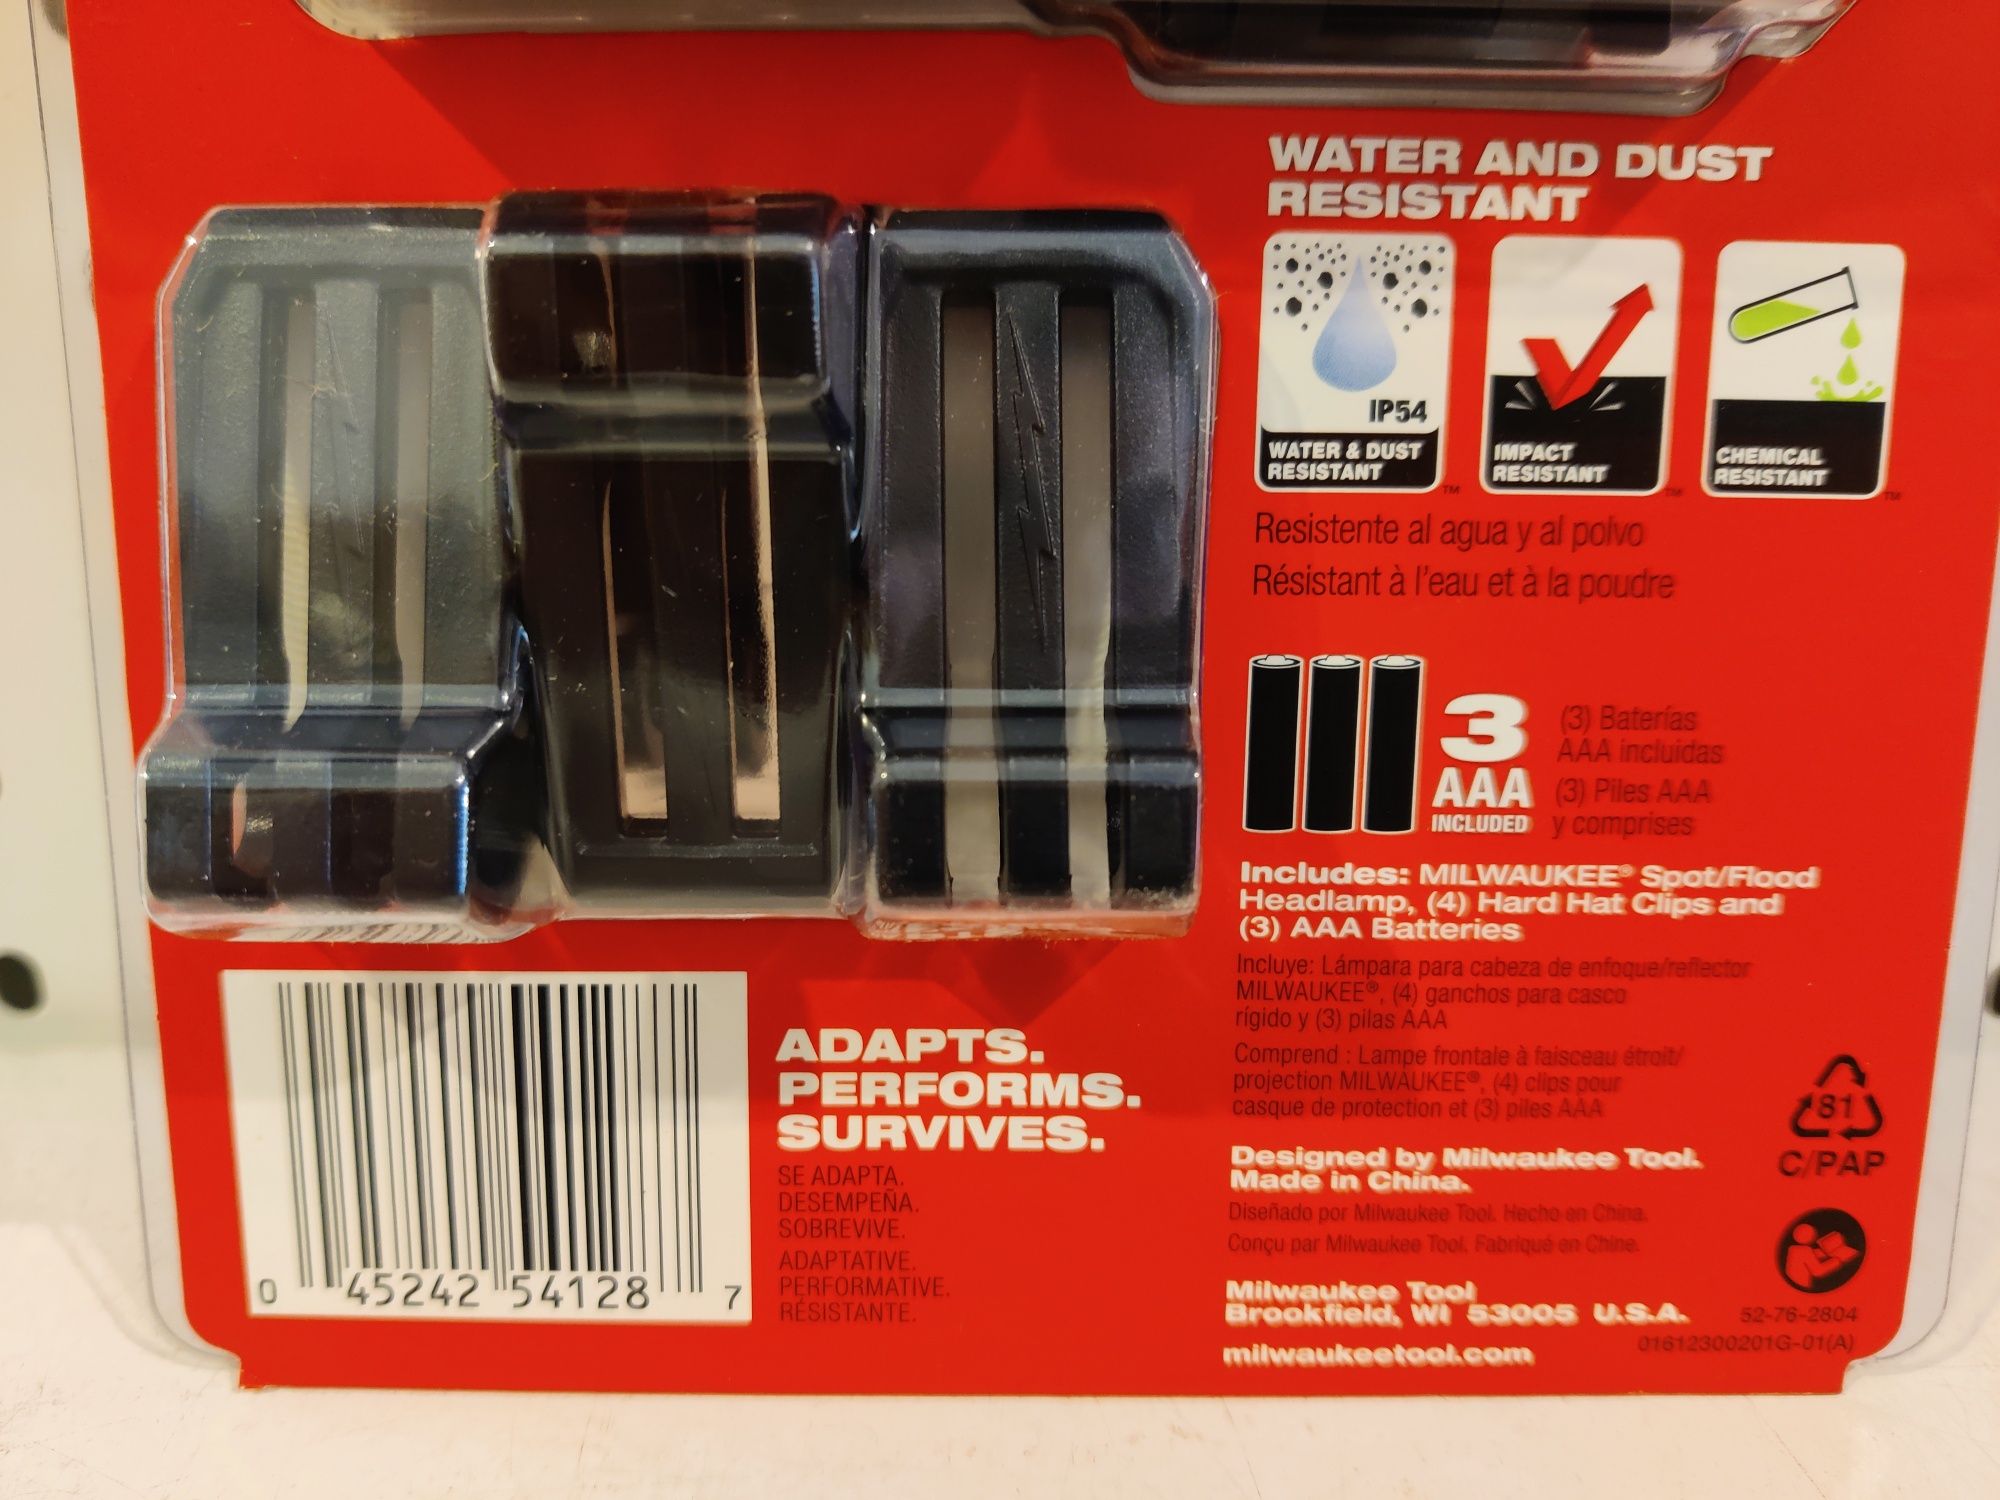 WATER AND DUST
RESISTANT
IP54
WATER & DUST
RESISTANT
™
IMPACT
RESISTANT
™
CHEMICAL
RESISTANT
™
Resistente al agua y al polvo
Résistant à l'eau et à la poudre
3
AAA
INCLUDED
(3) Baterías
AAA incluidas
(3) Piles AAA
y comprises
Includes: MILWAUKEE® Spot/Flood
Headlamp, (4) Hard Hat Clips and
(3) AAA Batteries
Incluye: Lámpara para cabeza de enfoque/reflector
MILWAUKEE®, (4) ganchos para casco
rígido y (3) pilas AAA
Comprend : Lampe frontale à faisceau étroit/
projection MILWAUKEE®, (4) clips pour
casque de protection et (3) piles AAA
Designed by Milwaukee Tool.
Made in China.
Diseñado por Milwaukee Tool. Hecho en China.
Conçu par Milwaukee Tool. Fabriqué en Chine.
Milwaukee Tool
Brookfield, WI 53005 U.S.A.
milwaukeetool.com
81
C/PAP
52-76-2804
01612300201G-01(A)
ADAPTS.
PERFORMS.
SURVIVES.
SE ADAPTA.
DESEMPEÑA.
SOBREVIVE.
ADAPTATIVE.
PERFORMATIVE.
RÉSISTANTE.
0 45242 54128 7